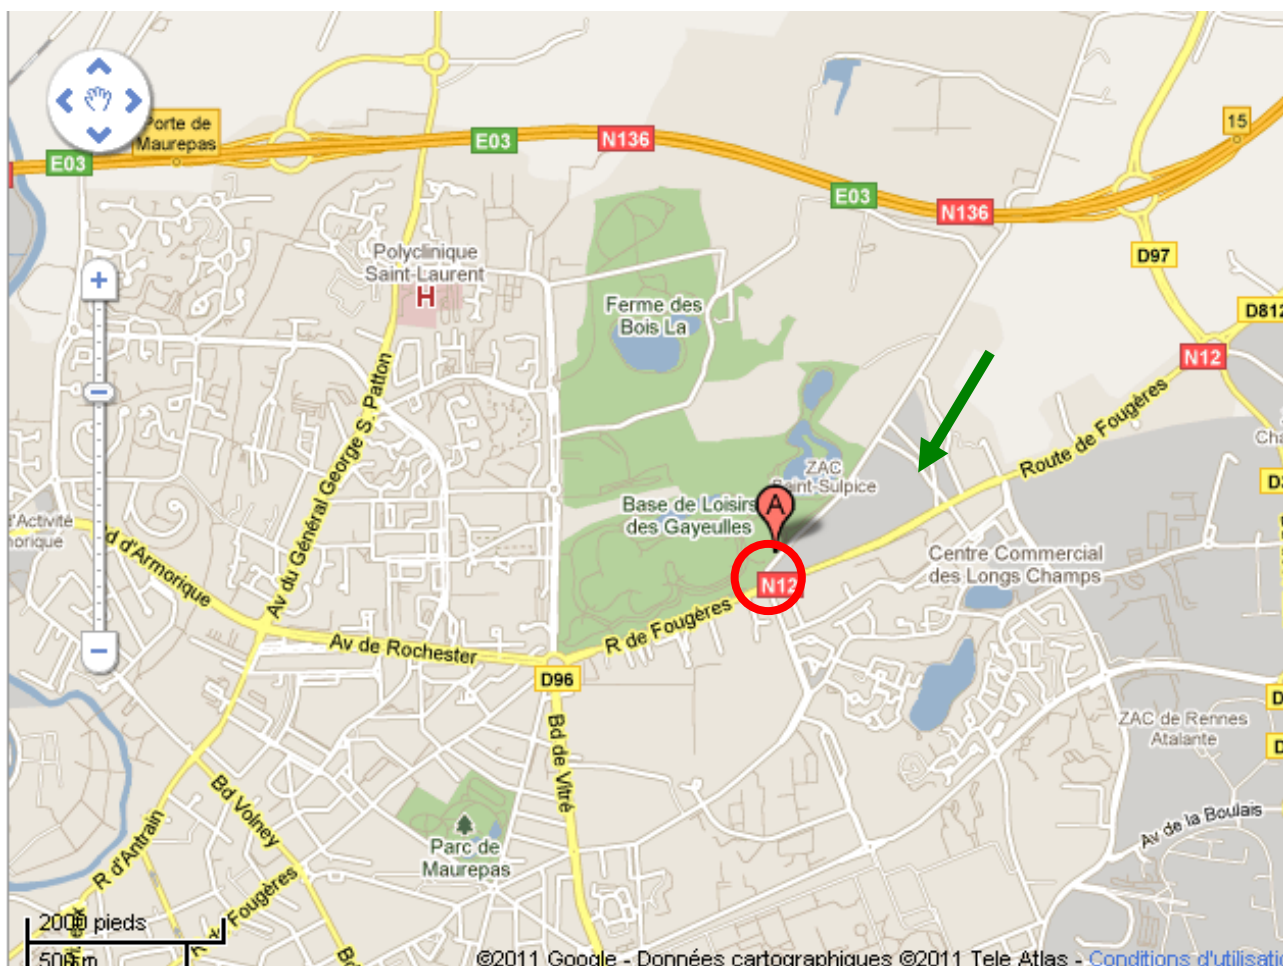 15
Porte de
Maurepas
E03
E03
N136
E03
N136
D97
Polyclinique
Saint-Laurent
H
Ferme des
Bois La
D812
N12
Av du Général George S. Patton
Route de Fougères
ZAC
Saint-Sulpice
A
Base de Loisirs
des Gayeulles
d'Activité
d'Armorique
Centre Commercial
des Longs Champs
N12
R de Fougères
Av de Rochester
D96
Bd de Vitré
ZAC de Rennes
Atalante
Bd Volney
Av de la Boulais
Parc de
Maurepas
R d'Antrain
Fougères
2000 pieds
500 m
©2011 Google - Données cartographiques ©2011 Tele Atlas -